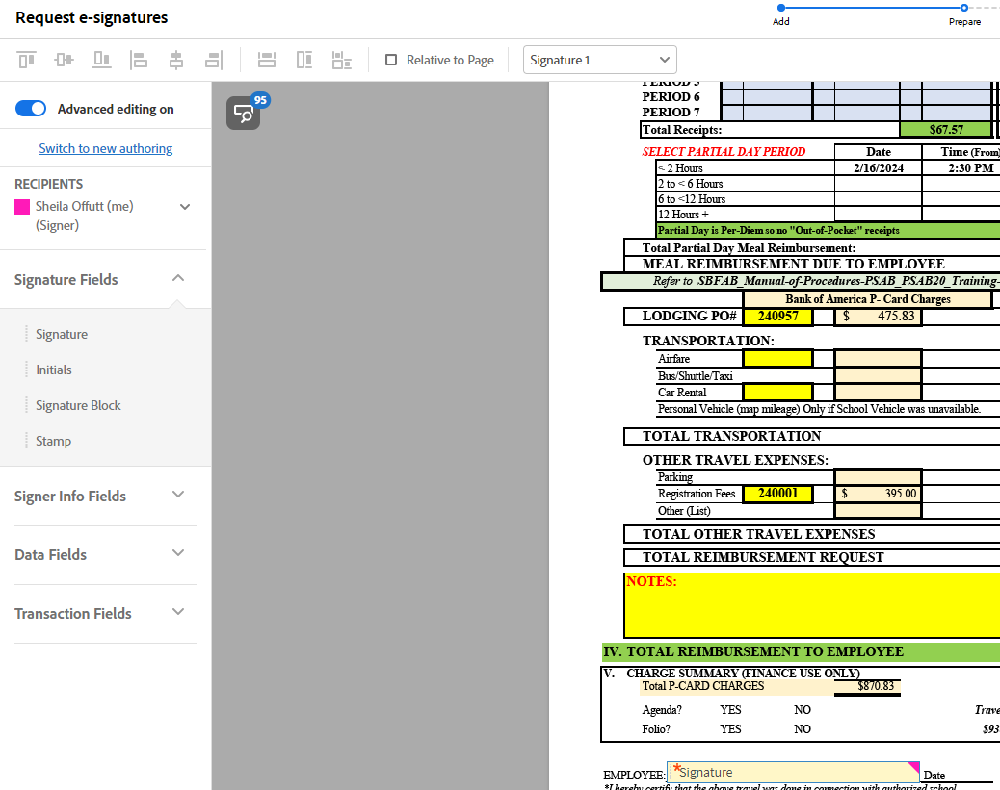 Request e-signatures
Add
Prepare
Relative to Page
Signature 1
Advanced editing on
Switch to new authoring
RECIPIENTS
Sheila Offutt (me)
(Signer)
Signature Fields
Signature
Initials
Signature Block
Stamp
Signer Info Fields
Data Fields
Transaction Fields
95
PERIOD 5
PERIOD 6
PERIOD 7
Total Receipts: $67.57
SELECT PARTIAL DAY PERIOD Date Time (From)
< 2 Hours 2/16/2024 2:30 PM
2 to < 6 Hours
6 to <12 Hours
12 Hours +
Partial Day is Per-Diem so no "Out-of-Pocket" receipts
Total Partial Day Meal Reimbursement:
MEAL REIMBURSEMENT DUE TO EMPLOYEE
Refer to SBFAB_Manual-of-Procedures-PSAB_PSAB20_Training-
Bank of America P- Card Charges
LODGING PO# 240957 $ 475.83
TRANSPORTATION:
Airfare
Bus/Shuttle/Taxi
Car Rental
Personal Vehicle (map mileage) Only if School Vehicle was unavailable.
TOTAL TRANSPORTATION
OTHER TRAVEL EXPENSES:
Parking
Registration Fees 240001 $ 395.00
Other (List)
TOTAL OTHER TRAVEL EXPENSES
TOTAL REIMBURSEMENT REQUEST
NOTES:
IV. TOTAL REIMBURSEMENT TO EMPLOYEE
V. CHARGE SUMMARY (FINANCE USE ONLY)
Total P-CARD CHARGES $870.83
Agenda? YES NO Trave
Folio? YES NO $93
EMPLOYEE: *Signature Date
*I hereby certify that the above travel was done in connection with authorized school